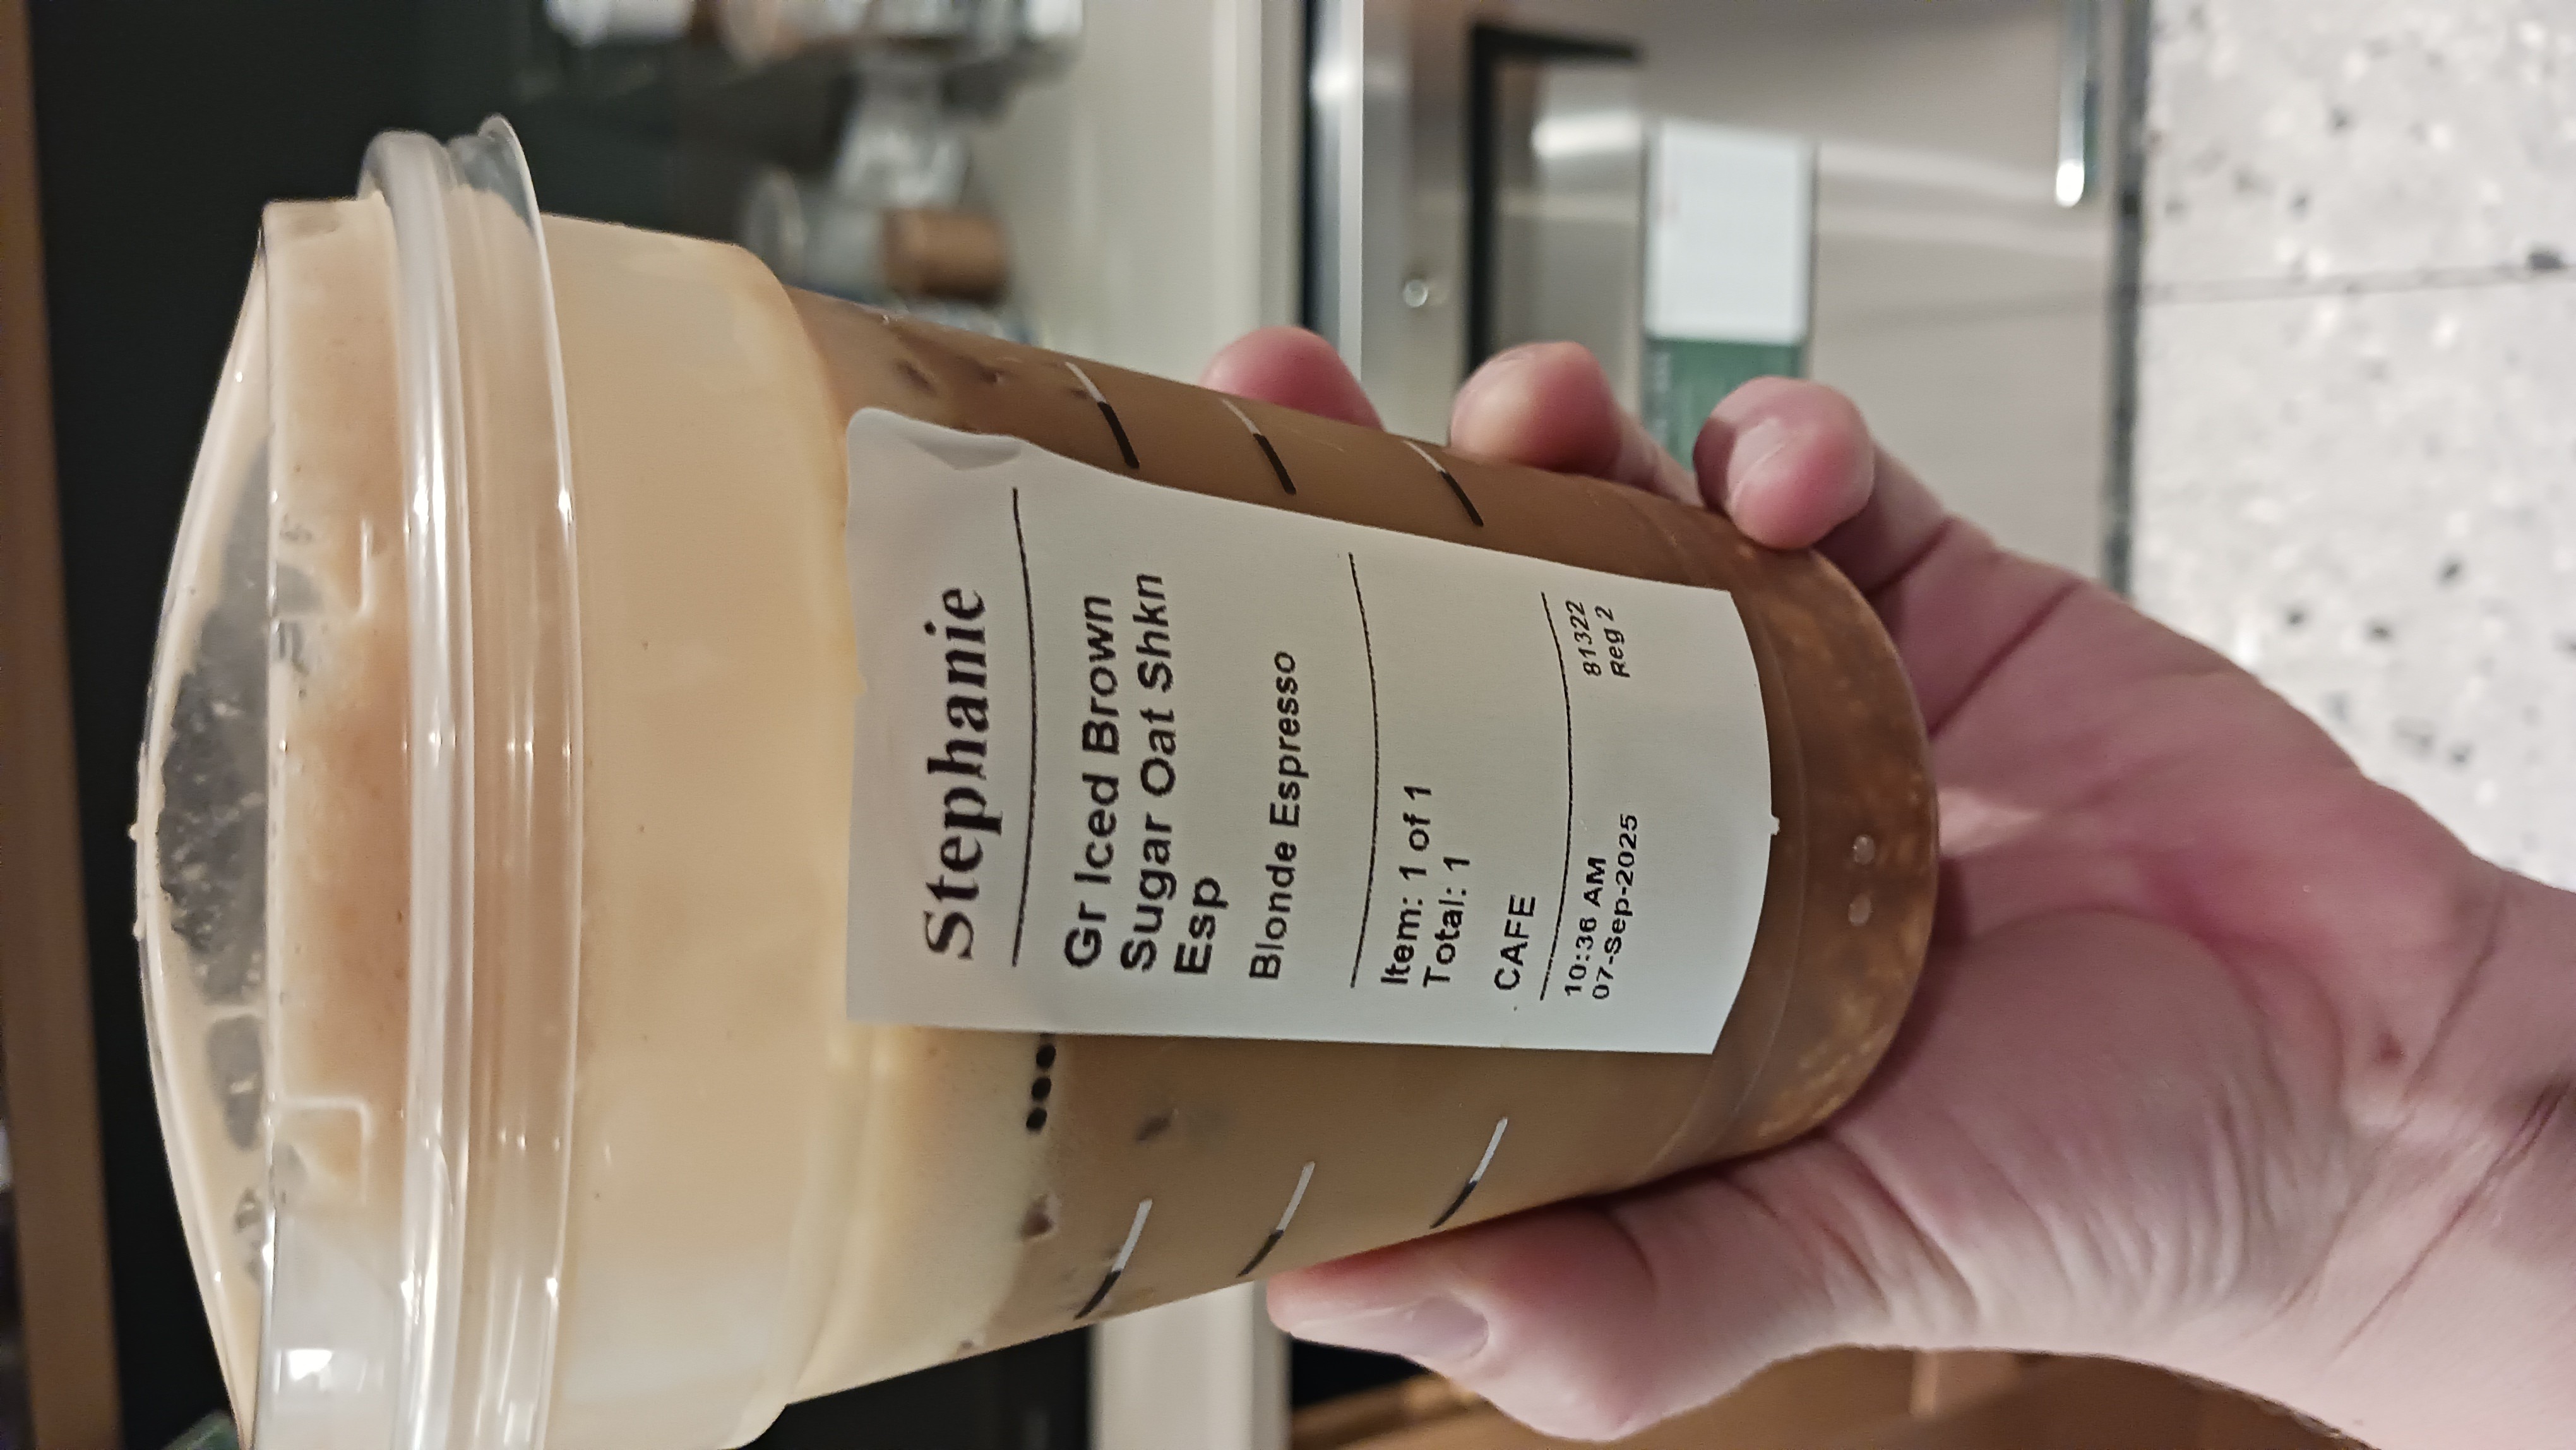 Stephanie
Gr Iced Brown
Sugar Oat Shkn
Esp
Blonde Espresso
Item: 1 of 1
Total: 1
CAFE
10:36 AM 81322
07-Sep-2025 Reg 2